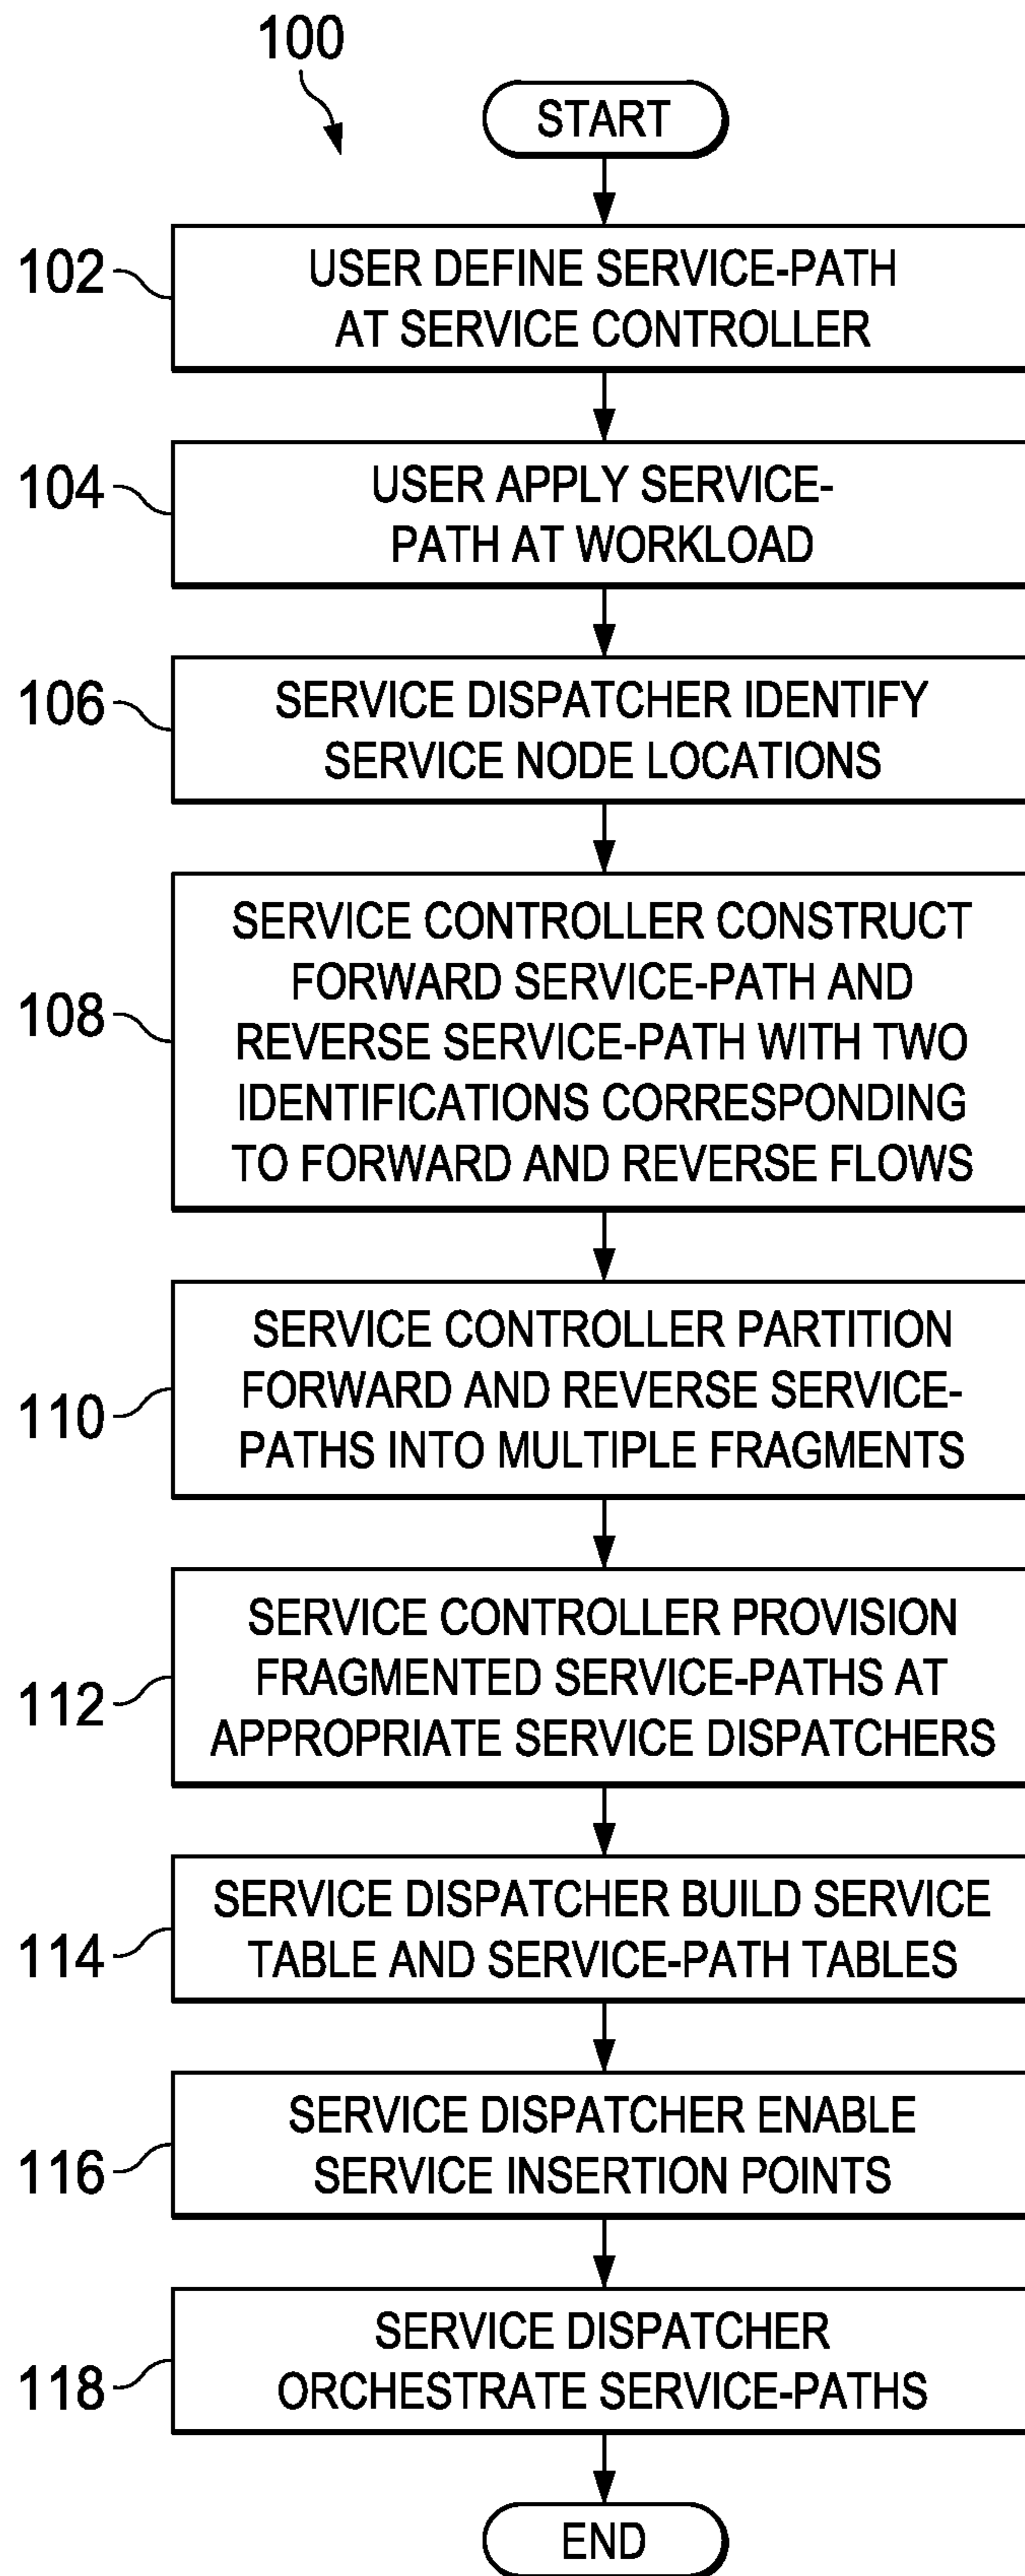 100
START
102
USER DEFINE SERVICE-PATH
AT SERVICE CONTROLLER
104
USER APPLY SERVICE-
PATH AT WORKLOAD
106
SERVICE DISPATCHER IDENTIFY
SERVICE NODE LOCATIONS
108
SERVICE CONTROLLER CONSTRUCT
FORWARD SERVICE-PATH AND
REVERSE SERVICE-PATH WITH TWO
IDENTIFICATIONS CORRESPONDING
TO FORWARD AND REVERSE FLOWS
110
SERVICE CONTROLLER PARTITION
FORWARD AND REVERSE SERVICE-
PATHS INTO MULTIPLE FRAGMENTS
112
SERVICE CONTROLLER PROVISION
FRAGMENTED SERVICE-PATHS AT
APPROPRIATE SERVICE DISPATCHERS
114
SERVICE DISPATCHER BUILD SERVICE
TABLE AND SERVICE-PATH TABLES
116
SERVICE DISPATCHER ENABLE
SERVICE INSERTION POINTS
118
SERVICE DISPATCHER
ORCHESTRATE SERVICE-PATHS
END